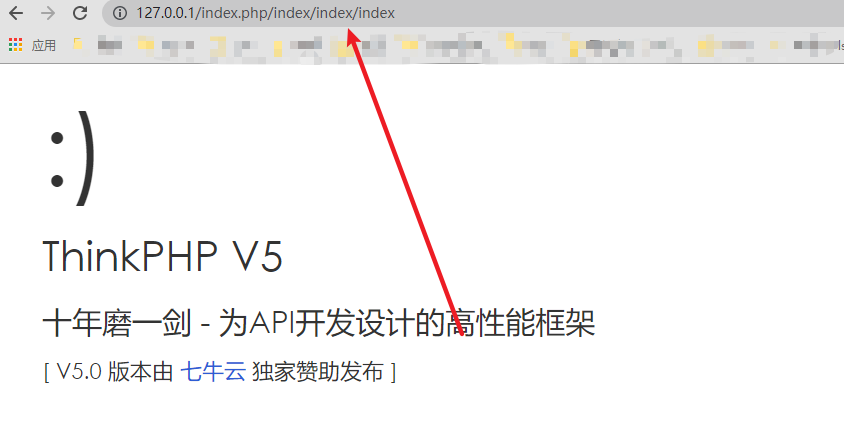 127.0.0.1/index.php/index/index/index
应用
:)
ThinkPHP V5
十年磨一剑 - 为API开发设计的高性能框架
[ V5.0 版本由 七牛云 独家赞助发布 ]